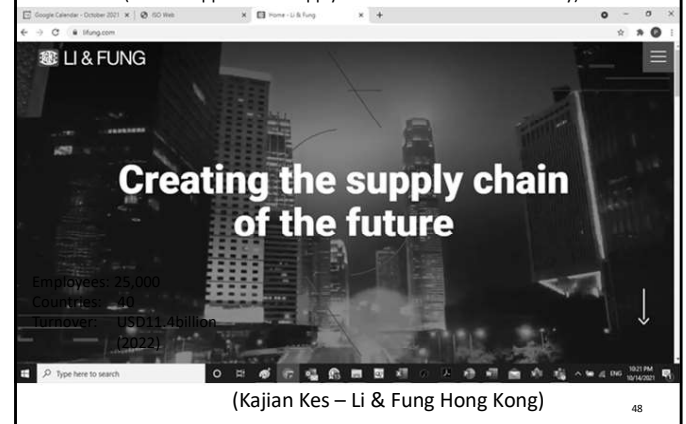 Google Calendar - October 2021
ISO Web
Home - Li & Fung
lifung.com
LI & FUNG
Creating the supply chain
of the future
Employees: 25,000
Countries: 40
Turnover: USD11.4billion
(2022)
Type here to search
ENG
10:21 PM
10/14/2021
(Kajian Kes – Li & Fung Hong Kong)
48